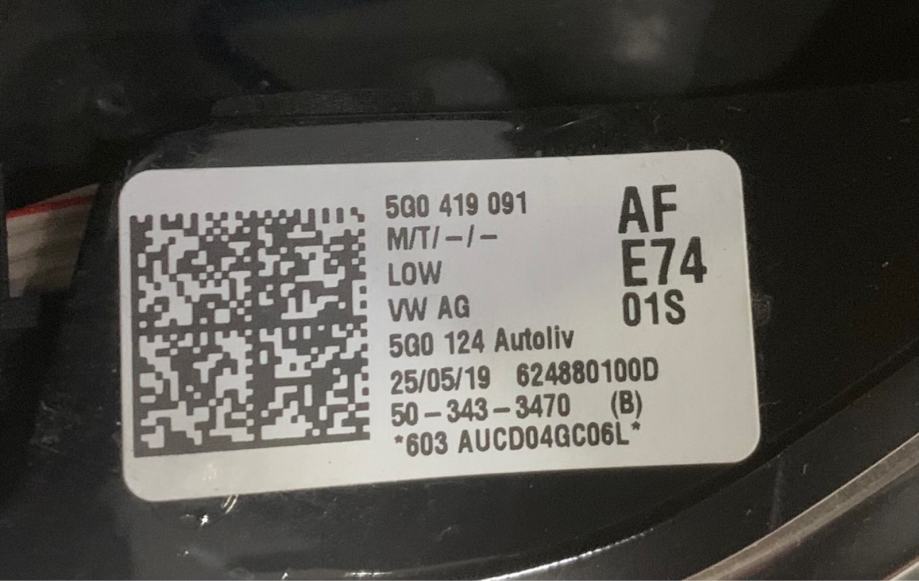 5G0 419 091 AF
M/T/-/- E74
LOW 01S
VW AG
5G0 124 Autoliv
25/05/19 624880100D
50-343-3470 (B)
*603 AUCD04GC06L*